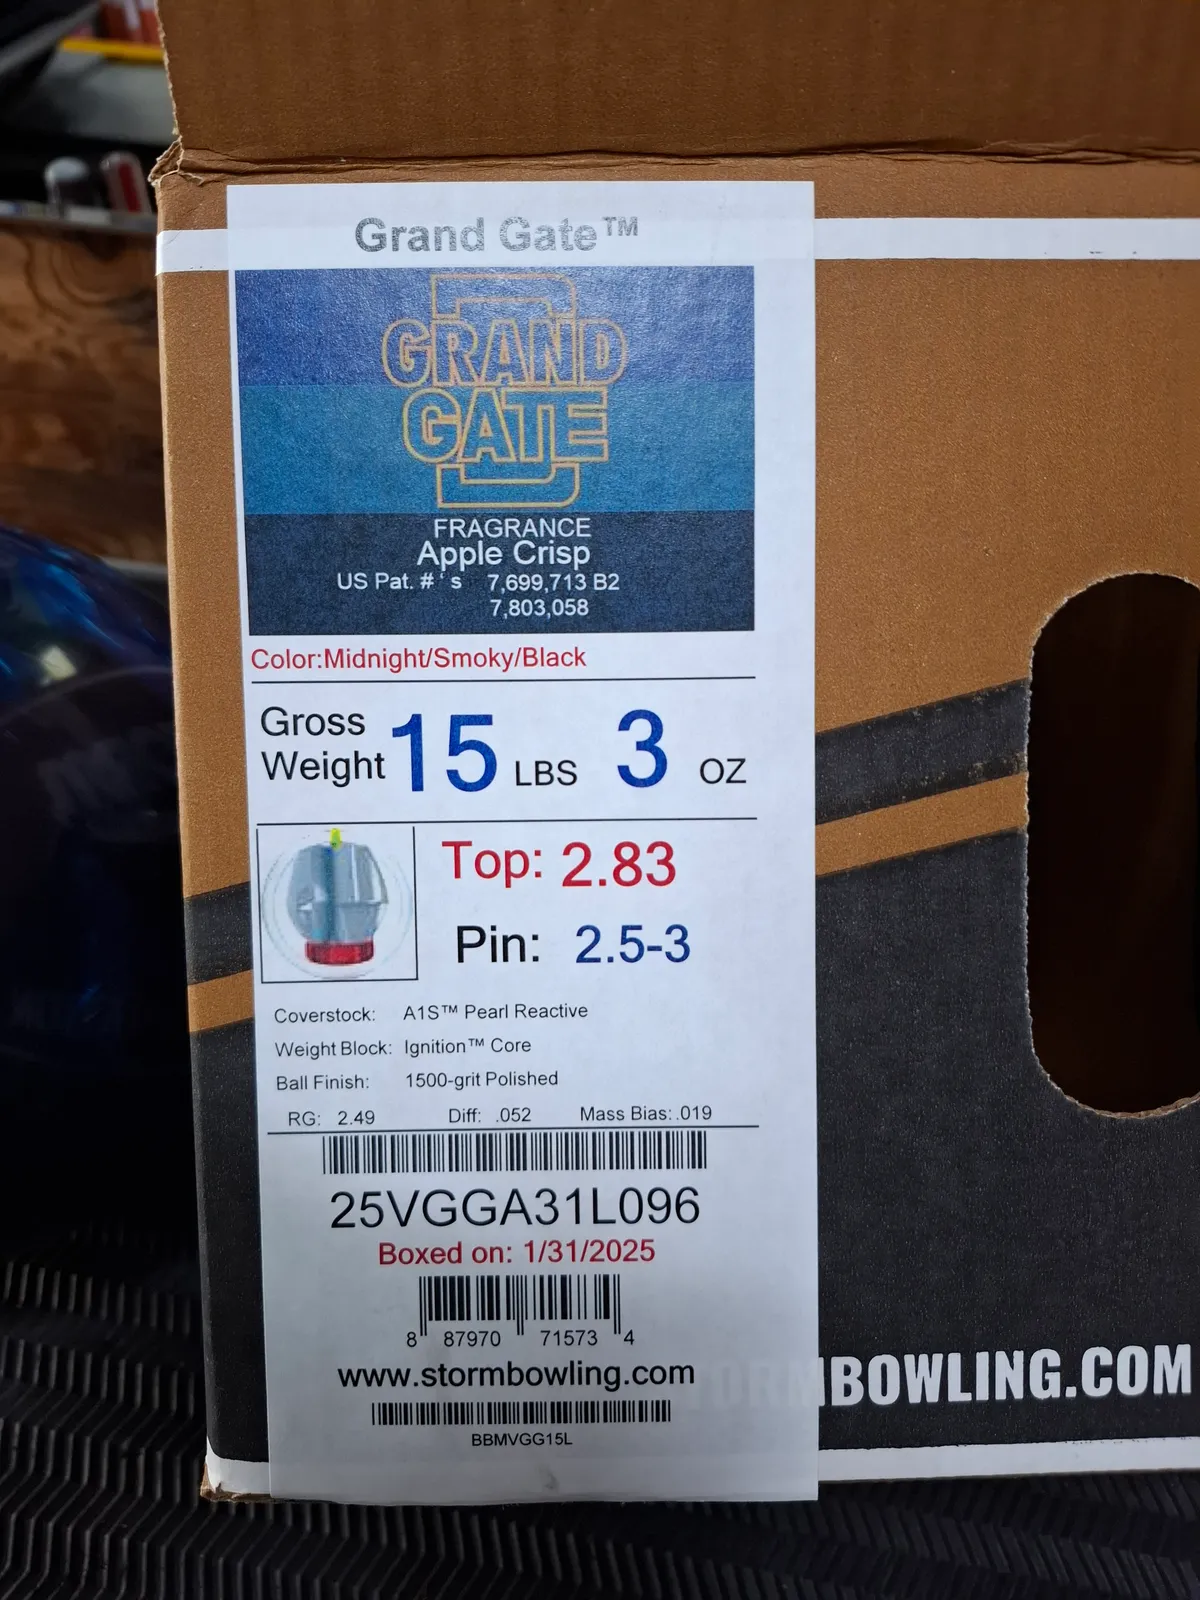 Grand Gate™
GRAND
GATE
FRAGRANCE
Apple Crisp
US Pat. #'s 7,699,713 B2
7,803,058
Color:Midnight/Smoky/Black
Gross
Weight 15 LBS 3 OZ
Top: 2.83
Pin: 2.5-3
Coverstock: A1S™ Pearl Reactive
Weight Block: Ignition™ Core
Ball Finish: 1500-grit Polished
RG: 2.49 Diff: .052 Mass Bias: .019
25VGGA31L096
Boxed on: 1/31/2025
8 87970 71573 4
www.stormbowling.com
BBMVGG15L
STORMBOWLING.COM